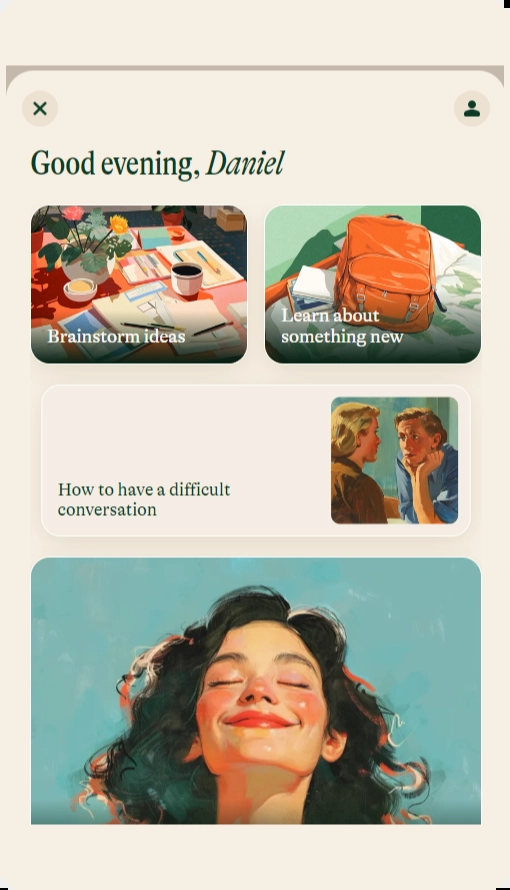 Good evening, Daniel
Brainstorm ideas
Learn about
something new
How to have a difficult
conversation